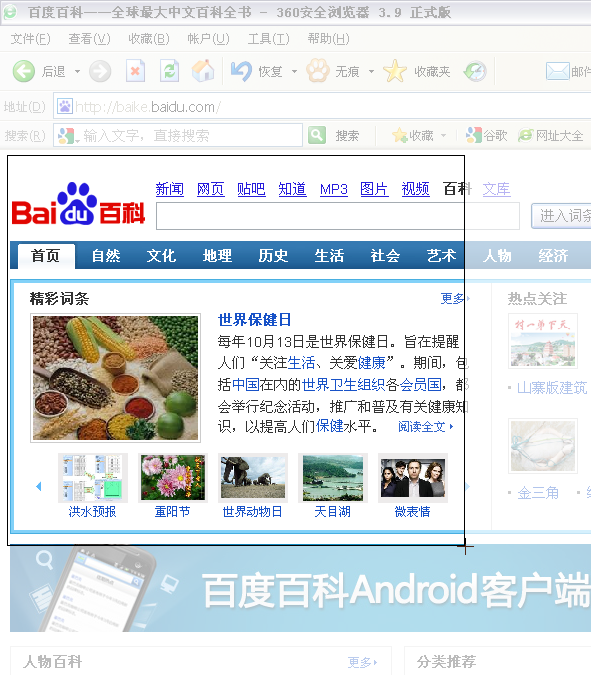 百度百科——全球最大中文百科全书 - 360安全浏览器 3.9 正式版
文件(F) 查看(V) 收藏(B) 帐户(U) 工具(T) 帮助(H)
后退 恢复 无痕 收藏夹 邮件
地址(D) http://baike.baidu.com/
搜索(R) 输入文字，直接搜索 搜索 收藏 谷歌 网址大全
新闻 网页 贴吧 知道 MP3 图片 视频 百科 文库
Baidu百科
进入词条
首页 自然 文化 地理 历史 生活 社会 艺术 人物 经济
精彩词条 更多 热点关注
世界保健日
每年10月13日是世界保健日。旨在提醒
人们“关注生活、关爱健康”。期间，包
括中国在内的世界卫生组织各会员国，都
会举行纪念活动，推广和普及有关健康知
识，以提高人们保健水平。 阅读全文
山寨版建筑
洪水预报 重阳节 世界动物日 天目湖 微表情
金三角
百度百科Android客户端
人物百科 更多 分类推荐